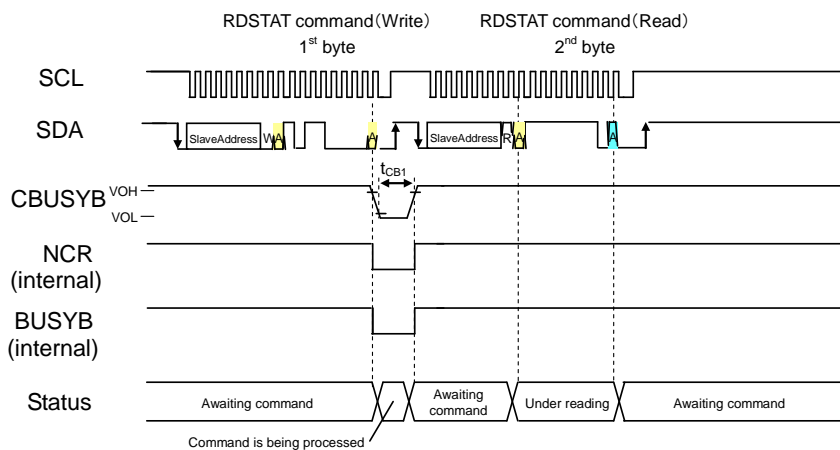 RDSTAT command(Write)
1st byte
RDSTAT command(Read)
2nd byte
SCL
SDA
SlaveAddress W A A SlaveAddress R A A
tCB1
CBUSYB
VOH
VOL
NCR
(internal)
BUSYB
(internal)
Status
Awaiting command
Awaiting
command
Under reading
Awaiting command
Command is being processed